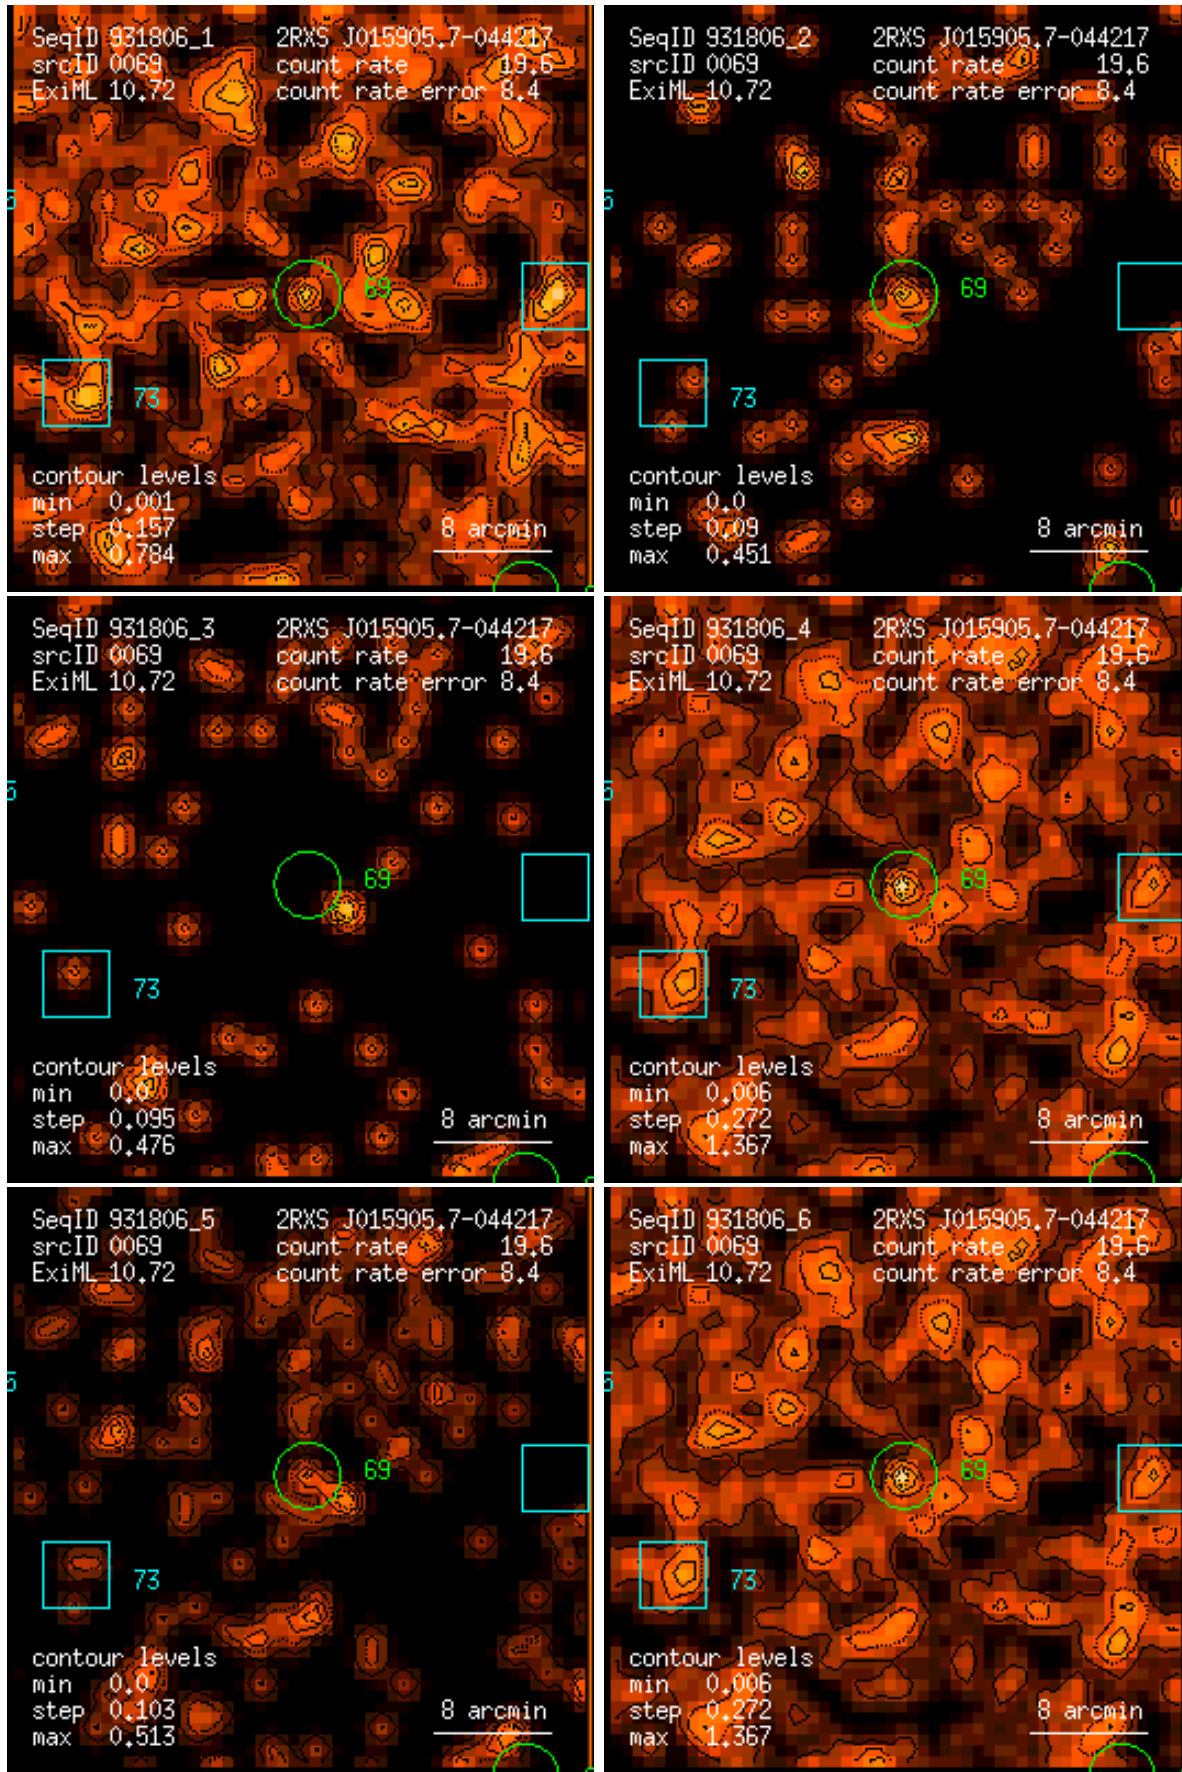 SeqID 931806_1 2RXS J015905.7-044217
srcID 0069 count rate 19.6
ExiML 10.72 count rate error 8.4
69
73
contour levels
min 0.001
step 0.157 8 arcmin
max 0.784
SeqID 931806_2 2RXS J015905.7-044217
srcID 0069 count rate 19.6
ExiML 10.72 count rate error 8.4
69
73
contour levels
min 0.0
step 0.09 8 arcmin
max 0.451
SeqID 931806_3 2RXS J015905.7-044217
srcID 0069 count rate 19.6
ExiML 10.72 count rate error 8.4
69
73
contour levels
min 0.0
step 0.095 8 arcmin
max 0.476
SeqID 931806_4 2RXS J015905.7-044217
srcID 0069 count rate 19.6
ExiML 10.72 count rate error 8.4
69
73
contour levels
min 0.006
step 0.272 8 arcmin
max 1.367
SeqID 931806_5 2RXS J015905.7-044217
srcID 0069 count rate 19.6
ExiML 10.72 count rate error 8.4
69
73
contour levels
min 0.0
step 0.103 8 arcmin
max 0.513
SeqID 931806_6 2RXS J015905.7-044217
srcID 0069 count rate 19.6
ExiML 10.72 count rate error 8.4
69
73
contour levels
min 0.006
step 0.272 8 arcmin
max 1.367